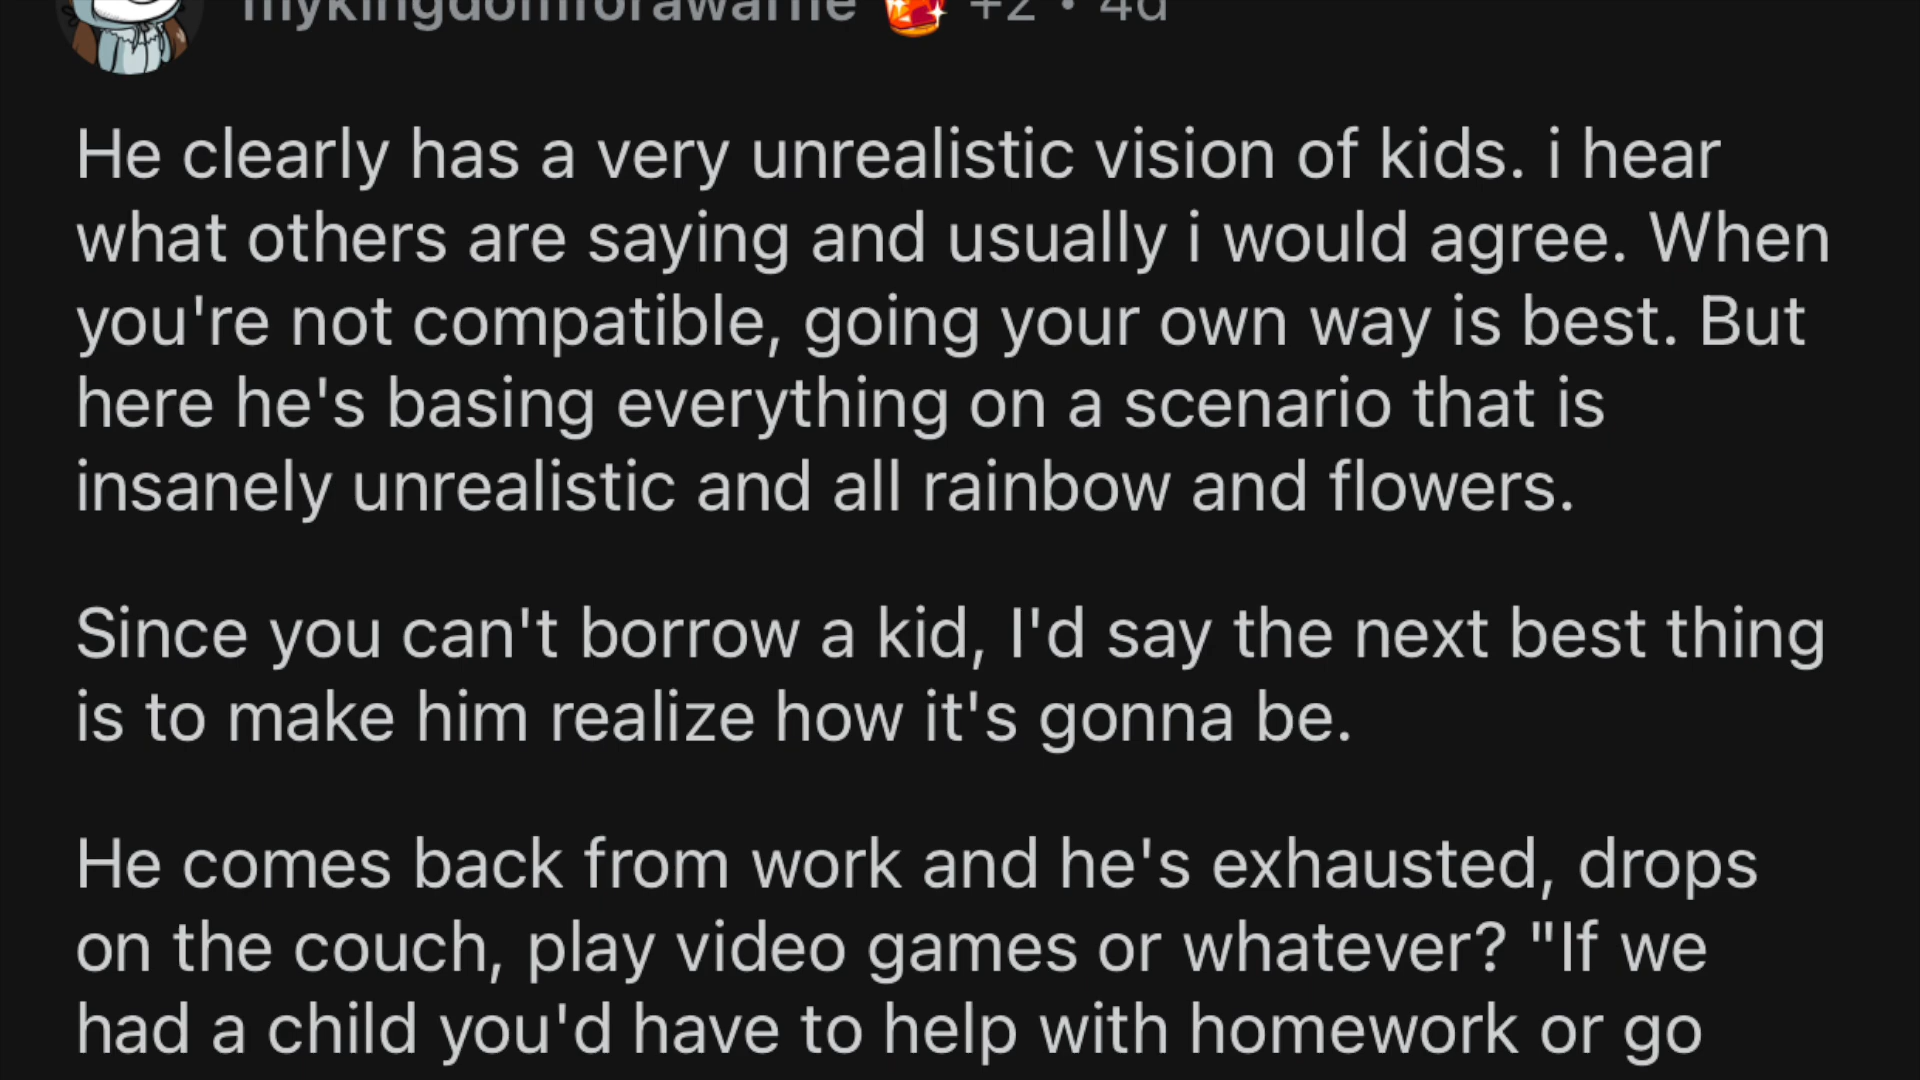 mykingdomforawaffle +2 • 4d
He clearly has a very unrealistic vision of kids. i hear
what others are saying and usually i would agree. When
you're not compatible, going your own way is best. But
here he's basing everything on a scenario that is
insanely unrealistic and all rainbow and flowers.
Since you can't borrow a kid, I'd say the next best thing
is to make him realize how it's gonna be.
He comes back from work and he's exhausted, drops
on the couch, play video games or whatever? "If we
had a child you'd have to help with homework or go